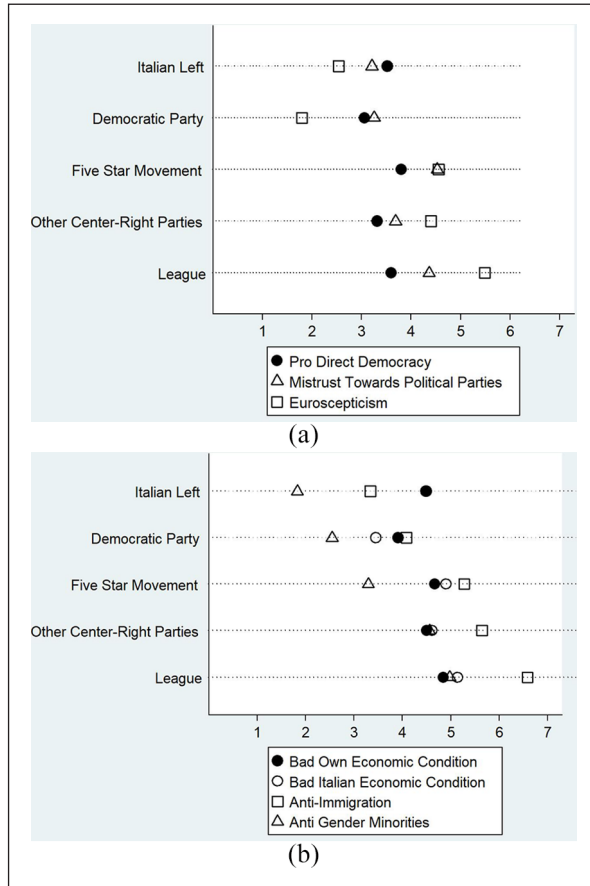 Italian Left
Democratic Party
Five Star Movement
Other Center-Right Parties
League
1 2 3 4 5 6 7
Pro Direct Democracy
Mistrust Towards Political Parties
Euroscepticism
(a)
Italian Left
Democratic Party
Five Star Movement
Other Center-Right Parties
League
1 2 3 4 5 6 7
Bad Own Economic Condition
Bad Italian Economic Condition
Anti-Immigration
Anti Gender Minorities
(b)